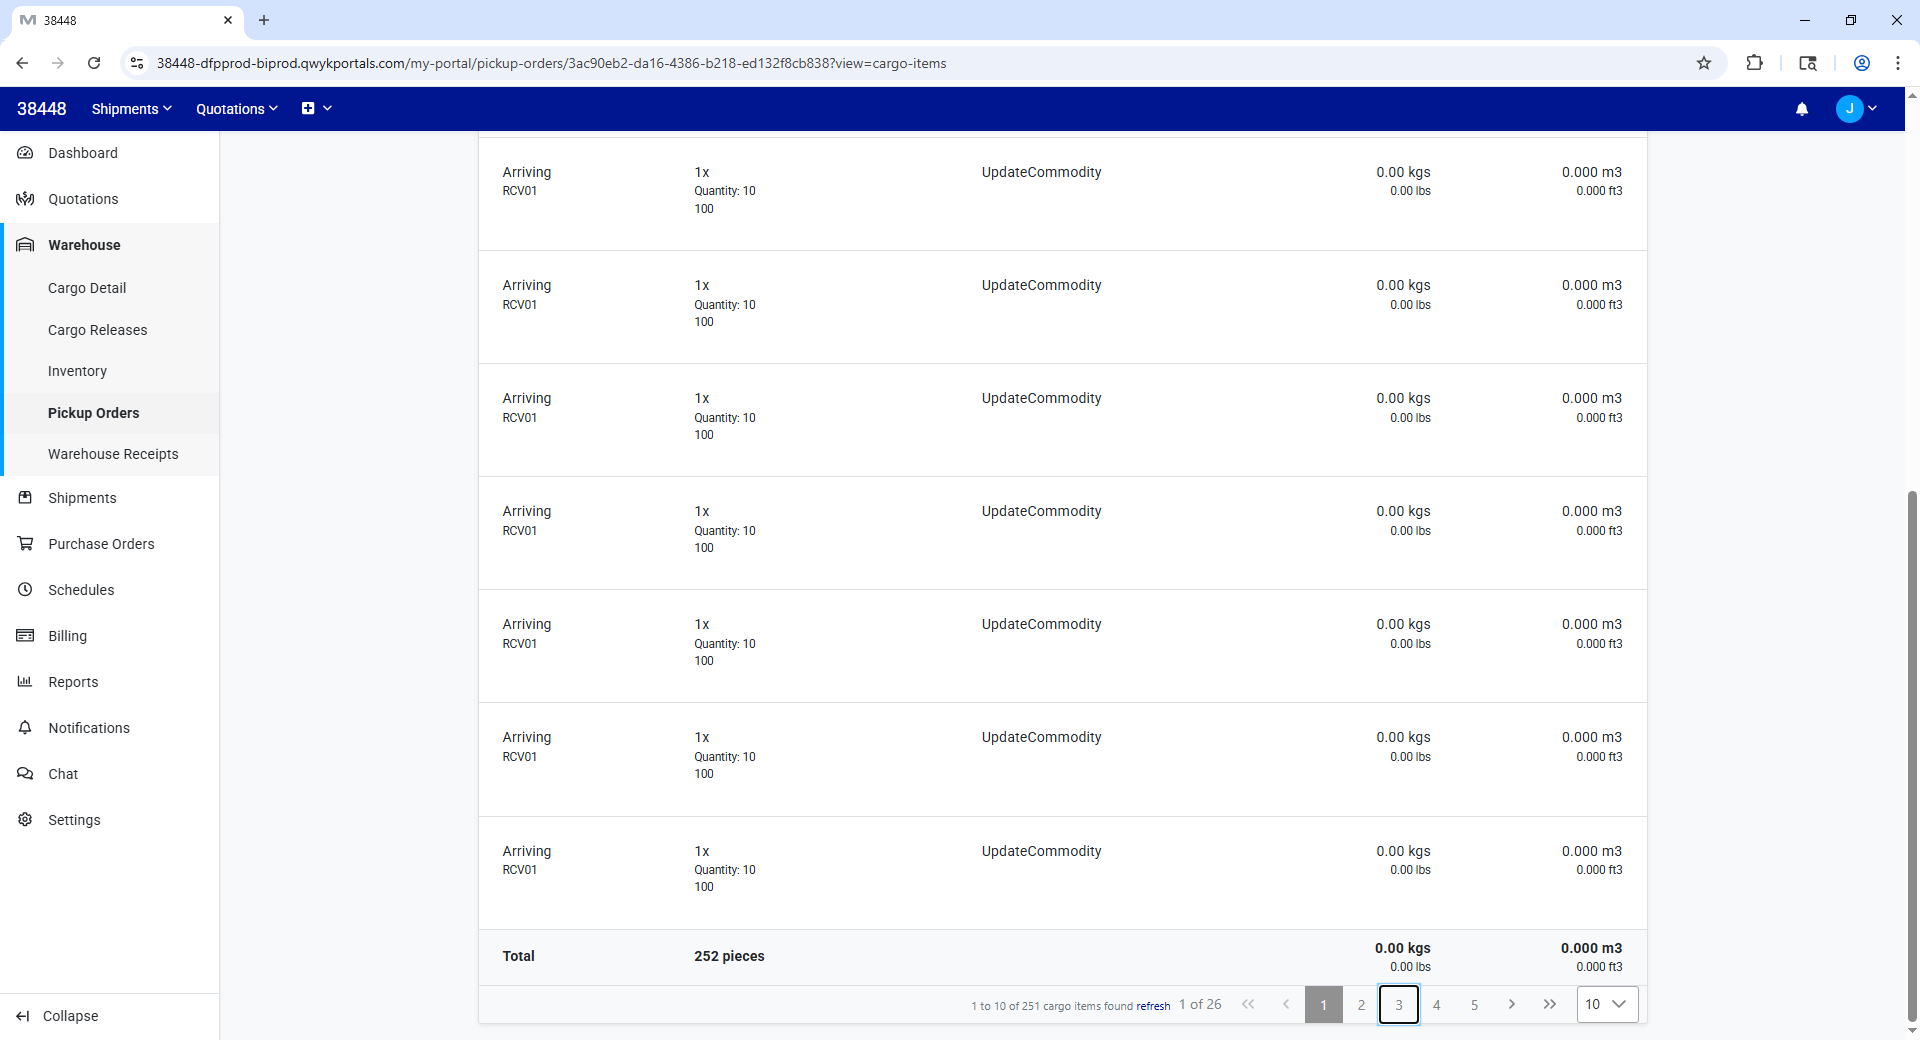 38448
38448-dfpprod-biprod.qwykportals.com/my-portal/pickup-orders/3ac90eb2-da16-4386-b218-ed132f8cb838?view=cargo-items
38448 Shipments Quotations J
Dashboard
Quotations
Warehouse
Cargo Detail
Cargo Releases
Inventory
Pickup Orders
Warehouse Receipts
Shipments
Purchase Orders
Schedules
Billing
Reports
Notifications
Chat
Settings
Collapse
Arriving 1x UpdateCommodity 0.00 kgs 0.000 m3
RCV01 Quantity: 10 0.00 lbs 0.000 ft3
100
Arriving 1x UpdateCommodity 0.00 kgs 0.000 m3
RCV01 Quantity: 10 0.00 lbs 0.000 ft3
100
Arriving 1x UpdateCommodity 0.00 kgs 0.000 m3
RCV01 Quantity: 10 0.00 lbs 0.000 ft3
100
Arriving 1x UpdateCommodity 0.00 kgs 0.000 m3
RCV01 Quantity: 10 0.00 lbs 0.000 ft3
100
Arriving 1x UpdateCommodity 0.00 kgs 0.000 m3
RCV01 Quantity: 10 0.00 lbs 0.000 ft3
100
Arriving 1x UpdateCommodity 0.00 kgs 0.000 m3
RCV01 Quantity: 10 0.00 lbs 0.000 ft3
100
Arriving 1x UpdateCommodity 0.00 kgs 0.000 m3
RCV01 Quantity: 10 0.00 lbs 0.000 ft3
100
Total 252 pieces 0.00 kgs 0.000 m3
0.00 lbs 0.000 ft3
1 to 10 of 251 cargo items found refresh 1 of 26 1 2 3 4 5 10